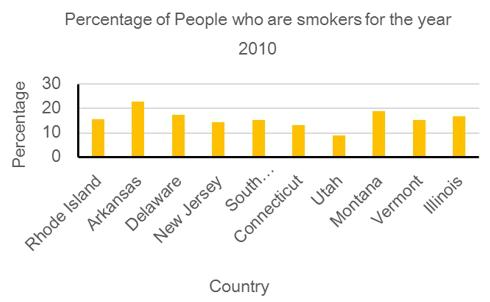 Percentage of People who are smokers for the year
2010
Percentage
30
20
10
0
Rhode Island
Arkansas
Delaware
New Jersey
South...
Connecticut
Utah
Montana
Vermont
Illinois
Country